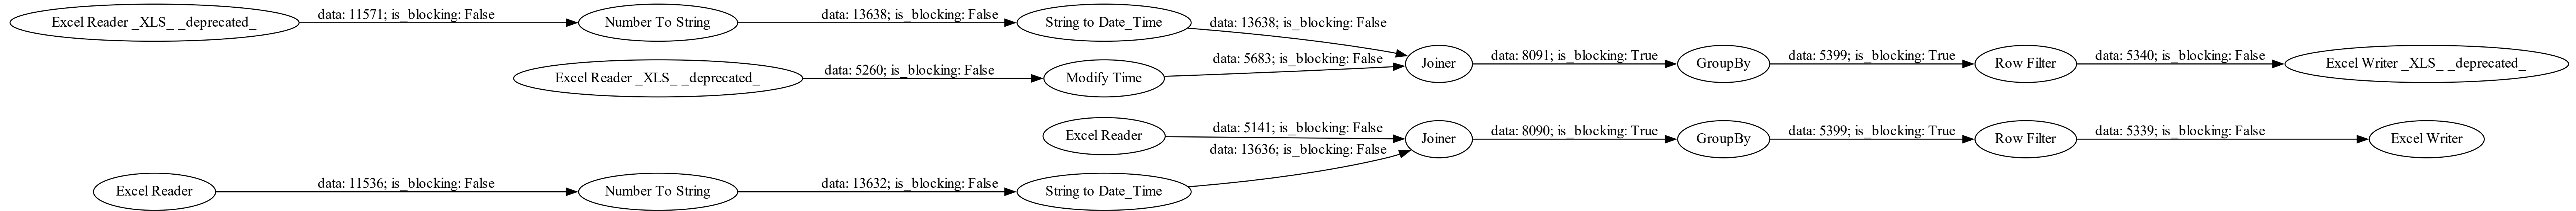 Excel Reader _XLS_ _deprecated_
data: 11571; is_blocking: False
Number To String
data: 13638; is_blocking: False
String to Date_Time
data: 13638; is_blocking: False
Excel Reader _XLS_ _deprecated_
data: 5260; is_blocking: False
Modify Time
data: 5683; is_blocking: False
Joiner
data: 8091; is_blocking: True
GroupBy
data: 5399; is_blocking: True
Row Filter
data: 5340; is_blocking: False
Excel Writer _XLS_ _deprecated_
Excel Reader
data: 5141; is_blocking: False
Joiner
data: 8090; is_blocking: True
GroupBy
data: 5399; is_blocking: True
Row Filter
data: 5339; is_blocking: False
Excel Writer
Excel Reader
data: 11536; is_blocking: False
Number To String
data: 13632; is_blocking: False
String to Date_Time
data: 13636; is_blocking: False